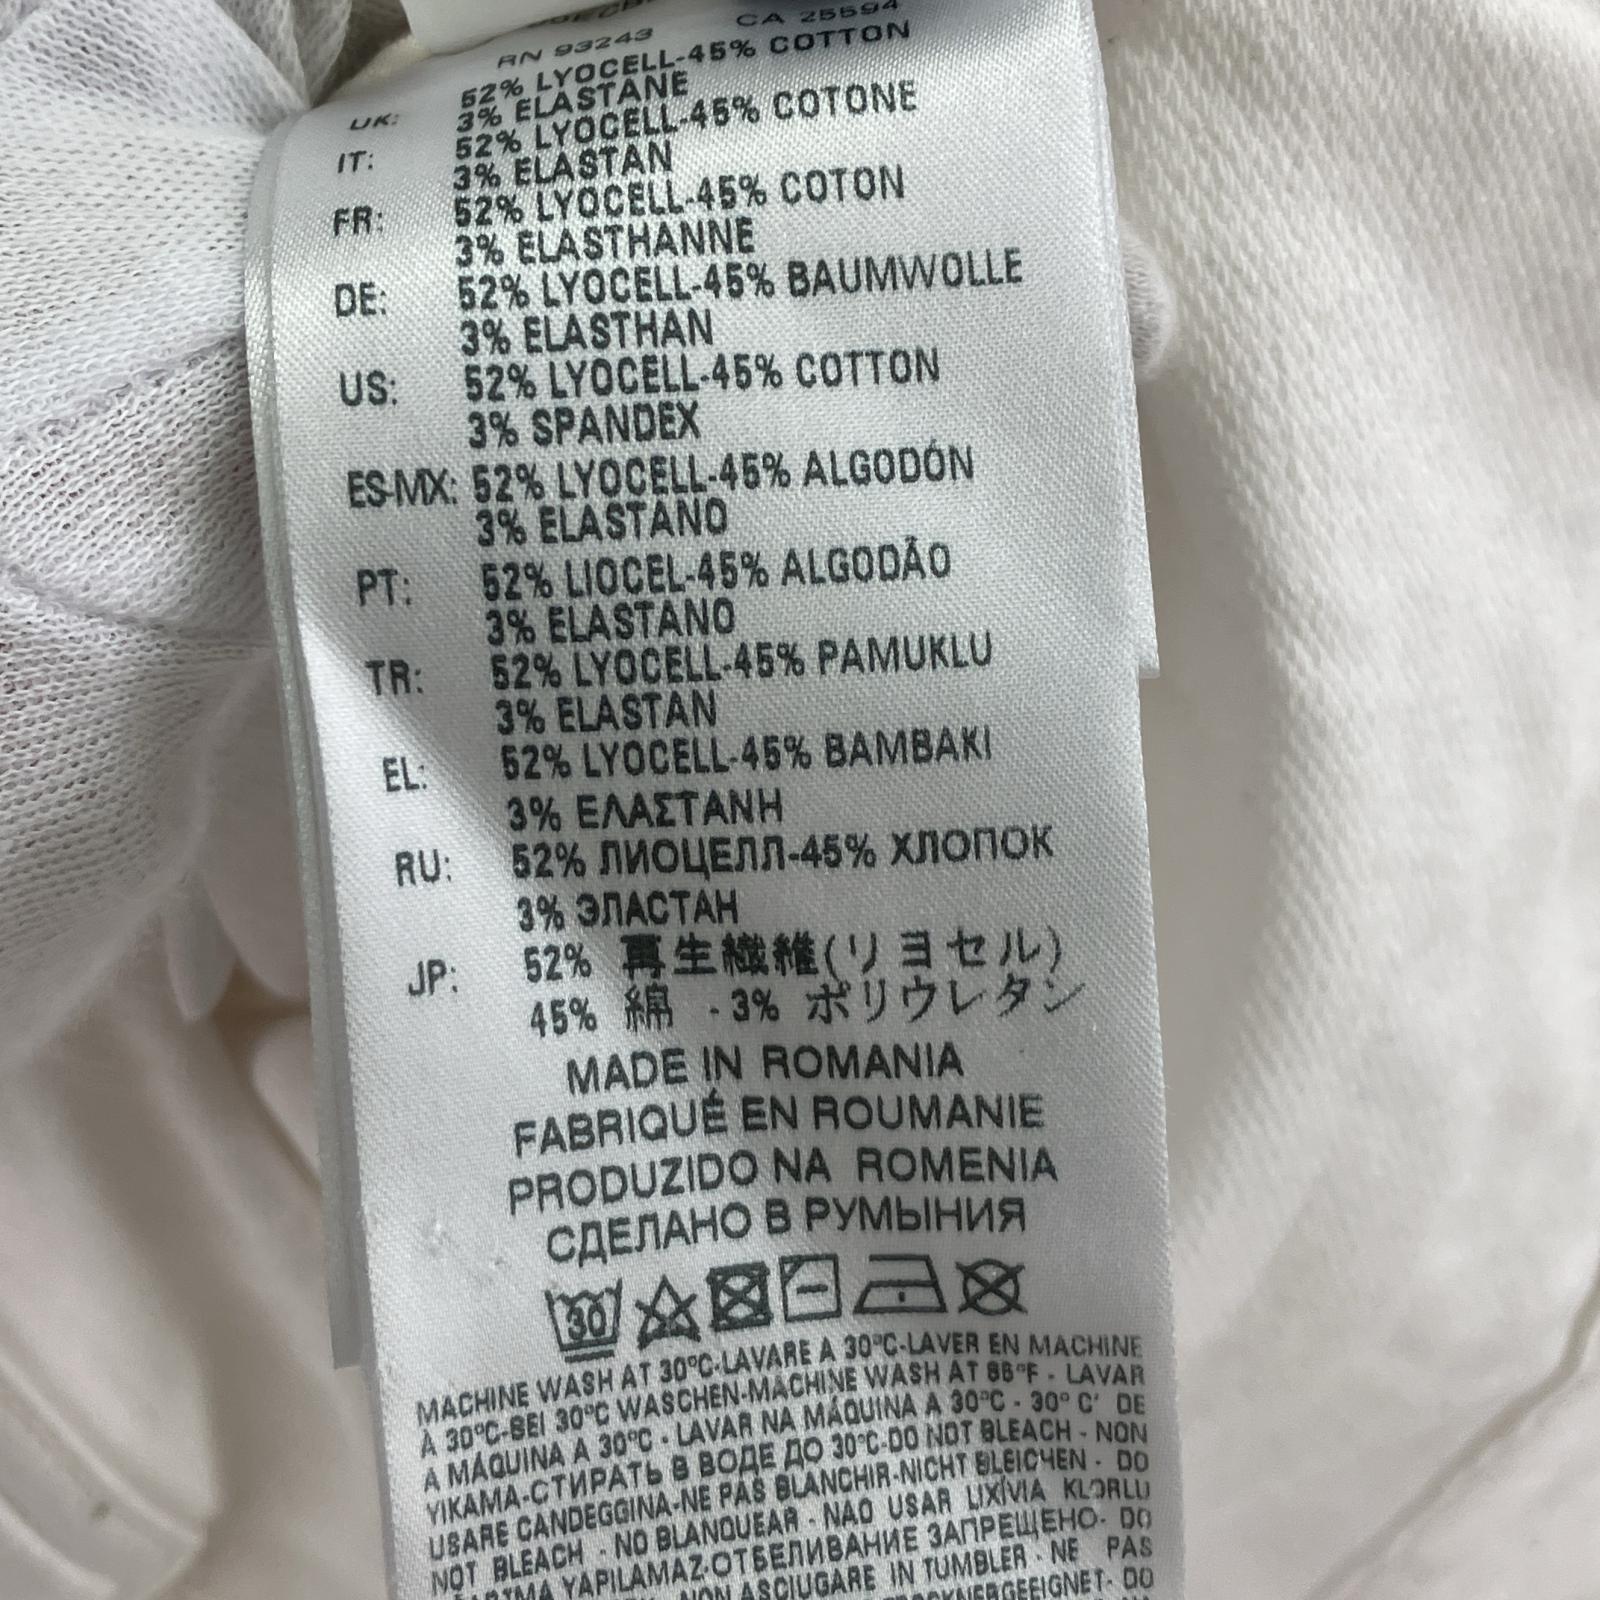 RN 93243 CA 25594
UK: 52% LYOCELL-45% COTTON
3% ELASTANE
IT: 52% LYOCELL-45% COTONE
3% ELASTAN
FR: 52% LYOCELL-45% COTON
3% ELASTHANNE
DE: 52% LYOCELL-45% BAUMWOLLE
3% ELASTHAN
US: 52% LYOCELL-45% COTTON
3% SPANDEX
ES-MX: 52% LYOCELL-45% ALGODÓN
3% ELASTANO
PT: 52% LIOCEL-45% ALGODÃO
3% ELASTANO
TR: 52% LYOCELL-45% PAMUKLU
3% ELASTAN
EL: 52% LYOCELL-45% BAMBAKI
3% ΕΛΑΣΤΑΝΗ
RU: 52% ЛИОЦЕЛЛ-45% ХЛОПОК
3% ЭЛАСТАН
JP: 52% 再生繊維(リヨセル)
45% 綿 - 3% ポリウレタン
MADE IN ROMANIA
FABRIQUÉ EN ROUMANIE
PRODUZIDO NA ROMENIA
СДЕЛАНО В РУМЫНИЯ
30
MACHINE WASH AT 30°C-LAVARE A 30°C-LAVER EN MACHINE
A 30°C-BEI 30°C WASCHEN-MACHINE WASH AT 86°F - LAVAR
A MÁQUINA A 30°C - LAVAR NA MÁQUINA A 30°C - 30° C' DE
YIKAMA-СТИРАТЬ В ВОДЕ ДО 30°C-DO NOT BLEACH - NON
USARE CANDEGGINA-NE PAS BLANCHIR-NICHT BLEICHEN - DO
NOT BLEACH - NO BLANQUEAR - NAO USAR LIXÍVIA KLORLU
YAPILAMAZ-ОТБЕЛИВАНИЕ ЗАПРЕЩЕНО- DO
NON ASCIUGARE IN TUMBLER - NE PAS
DO